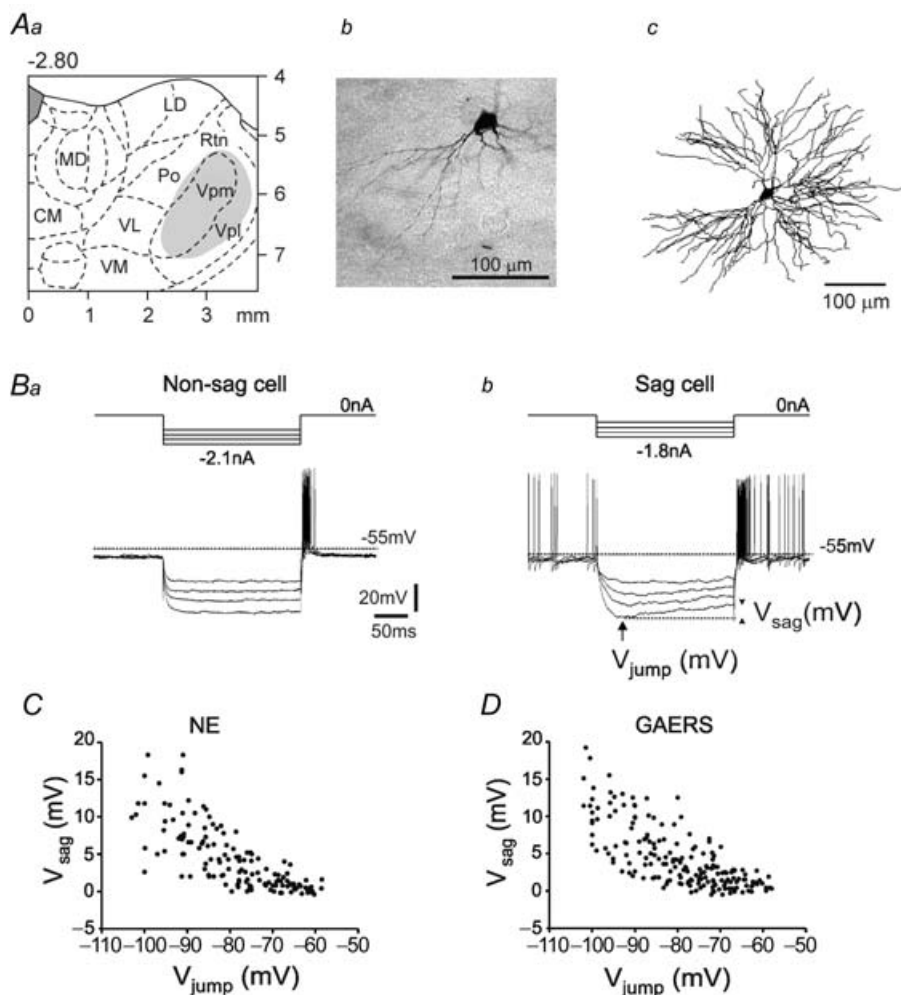 Aa
b
c
-2.80
4
LD
5
Rtn
MD
Po
Vpm
6
CM
VL
Vpl
VM
7
0 1 2 3 mm
100 μm
100 μm
Ba Non-sag cell
0nA
-2.1nA
-55mV
20mV
50ms
b Sag cell
0nA
-1.8nA
-55mV
Vsag(mV)
Vjump (mV)
C NE
20
15
10
5
0
−5
Vsag (mV)
−110 −100 −90 −80 −70 −60 −50
Vjump (mV)
D GAERS
20
15
10
5
0
−5
Vsag (mV)
−110 −100 −90 −80 −70 −60 −50
Vjump (mV)